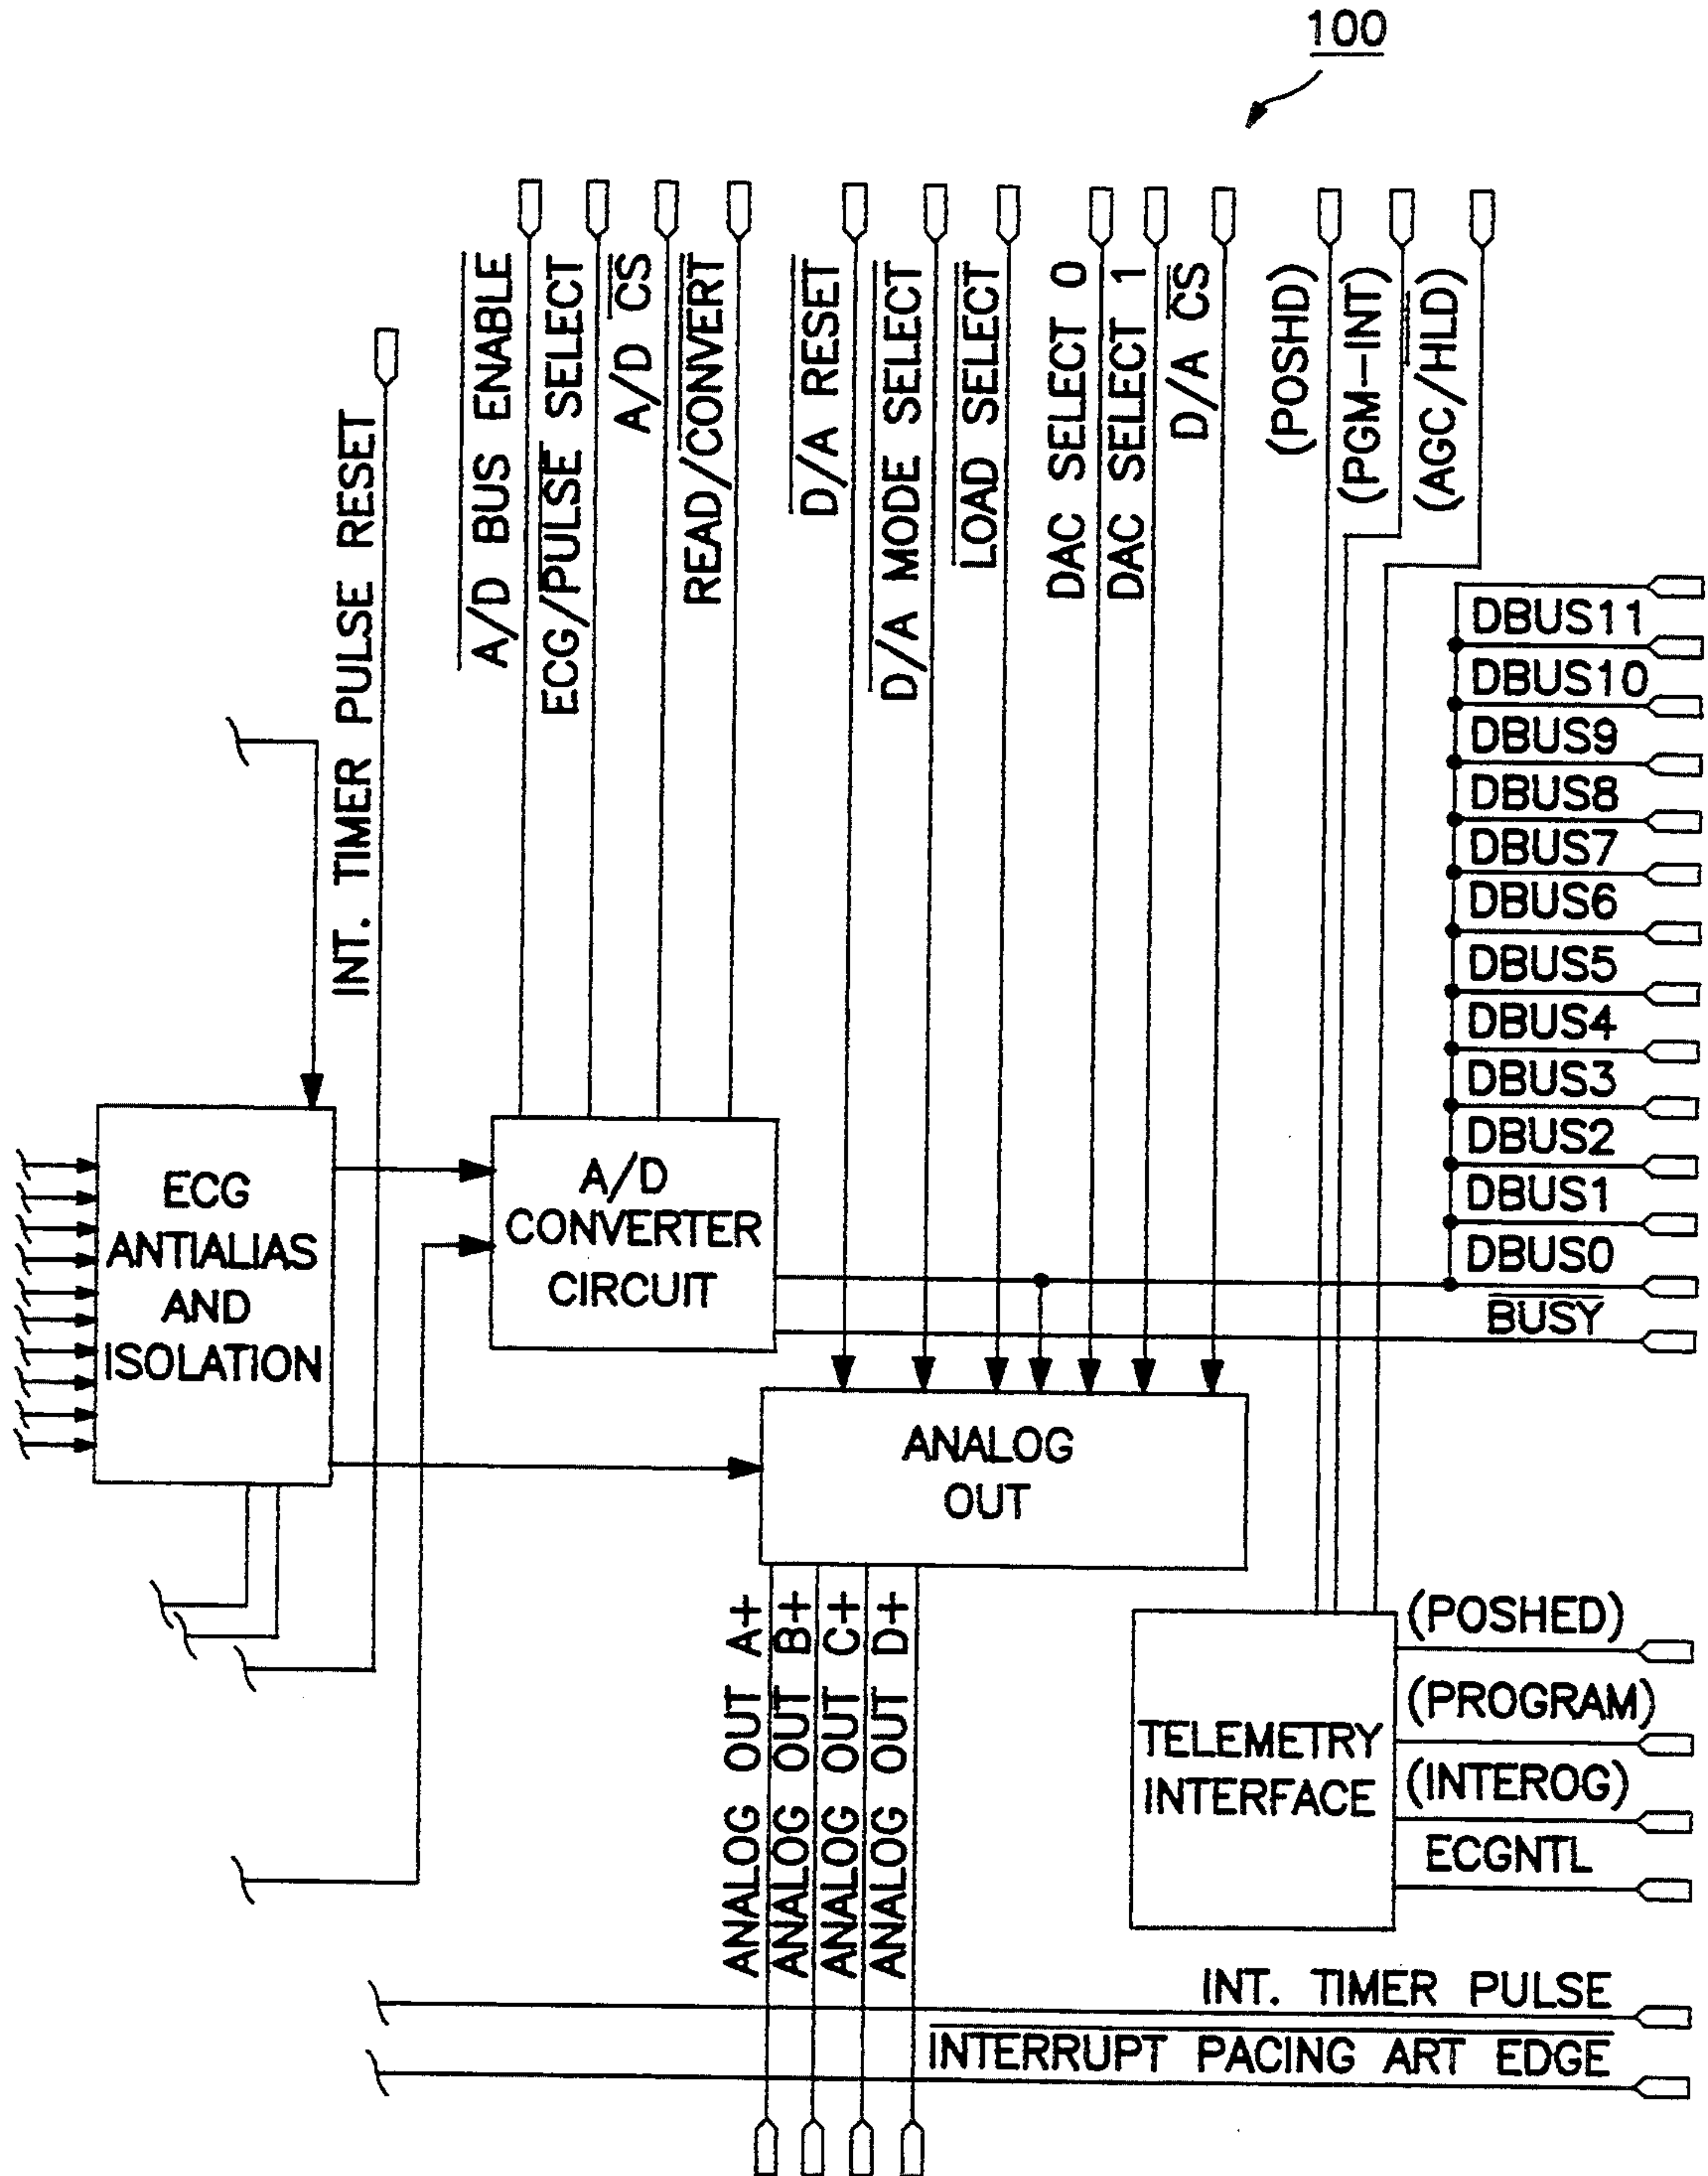 100
INT. TIMER PULSE RESET
A/D BUS ENABLE
ECG/PULSE SELECT
A/D CS
READ/CONVERT
D/A RESET
D/A MODE SELECT
LOAD SELECT
DAC SELECT 0
DAC SELECT 1
D/A CS
(POSHD)
(PGM-INT)
(AGC/HLD)
DBUS11
DBUS10
DBUS9
DBUS8
DBUS7
DBUS6
DBUS5
DBUS4
DBUS3
DBUS2
DBUS1
DBUS0
BUSY
ECG
ANTIALIAS
AND
ISOLATION
A/D
CONVERTER
CIRCUIT
ANALOG
OUT
ANALOG OUT A+
ANALOG OUT B+
ANALOG OUT C+
ANALOG OUT D+
TELEMETRY
INTERFACE
(POSHED)
(PROGRAM)
(INTEROG)
ECGNTL
INT. TIMER PULSE
INTERRUPT PACING ART EDGE